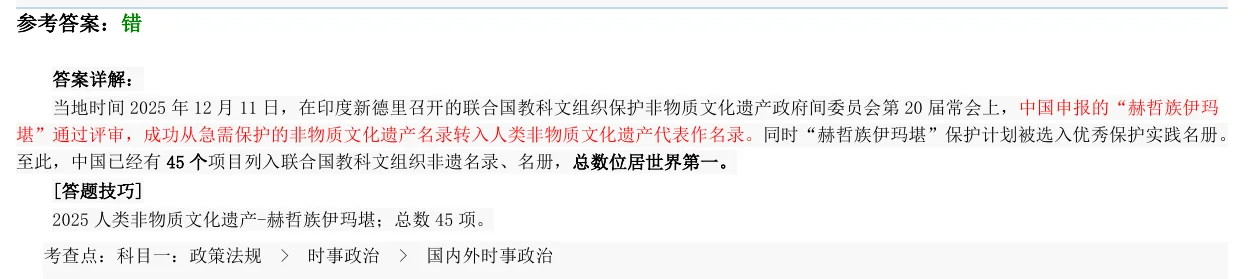 参考答案：错
答案详解：
当地时间 2025 年 12 月 11 日，在印度新德里召开的联合国教科文组织保护非物质文化遗产政府间委员会第 20 届常会上，中国申报的“赫哲族伊玛
堪”通过评审，成功从急需保护的非物质文化遗产名录转入人类非物质文化遗产代表作名录。同时“赫哲族伊玛堪”保护计划被选入优秀保护实践名册。
至此，中国已经有 45 个项目列入联合国教科文组织非遗名录、名册，总数位居世界第一。
[答题技巧]
2025 人类非物质文化遗产-赫哲族伊玛堪；总数 45 项。
考查点：科目一：政策法规 > 时事政治 > 国内外时事政治